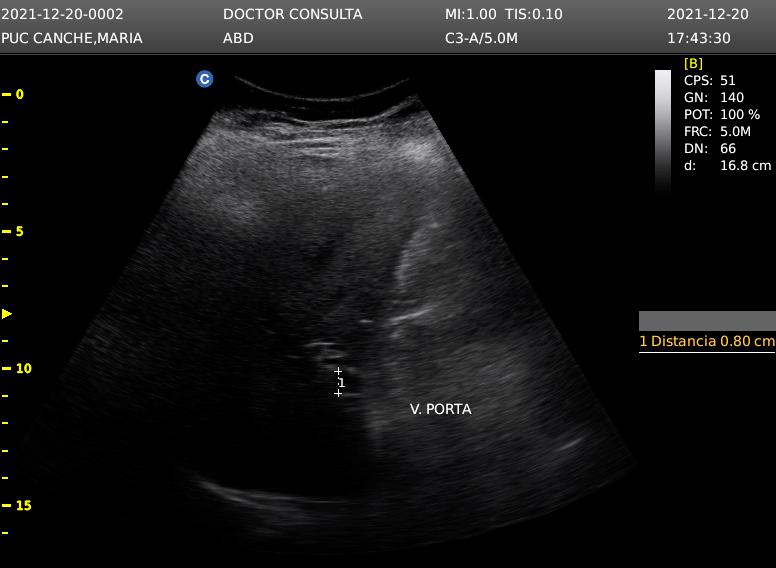 2021-12-20-0002 DOCTOR CONSULTA MI:1.00 TIS:0.10 2021-12-20
PUC CANCHE,MARIA ABD C3-A/5.0M 17:43:30
C
[B]
CPS: 51
GN: 140
POT: 100 %
FRC: 5.0M
DN: 66
d: 16.8 cm
0
5
10
15
1 Distancia 0.80 cm
1
V. PORTA